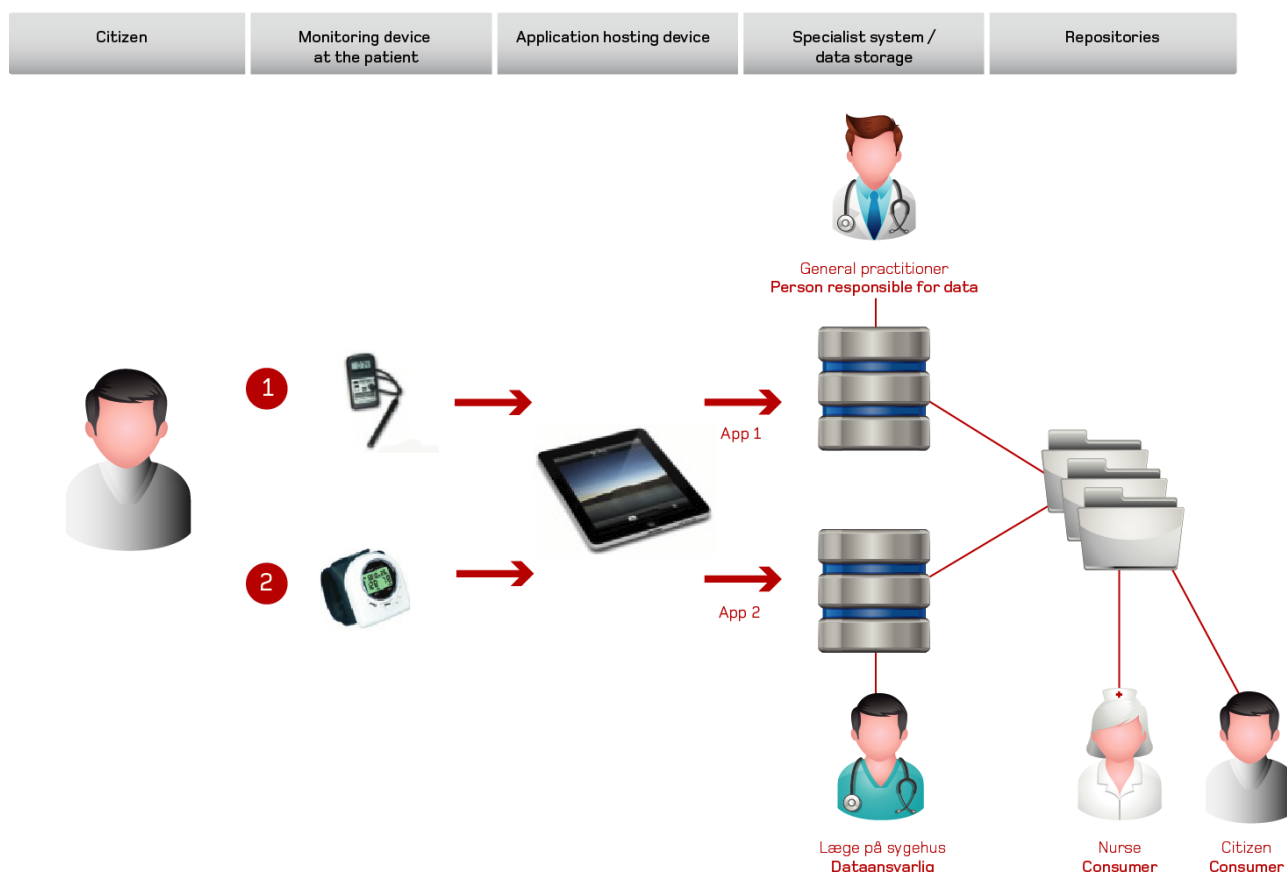 Citizen
Monitoring device
at the patient
Application hosting device
Specialist system /
data storage
Repositories
General practitioner
Person responsible for data
1
App 1
2
App 2
Læge på sygehus
Dataansvarlig
Nurse
Consumer
Citizen
Consumer